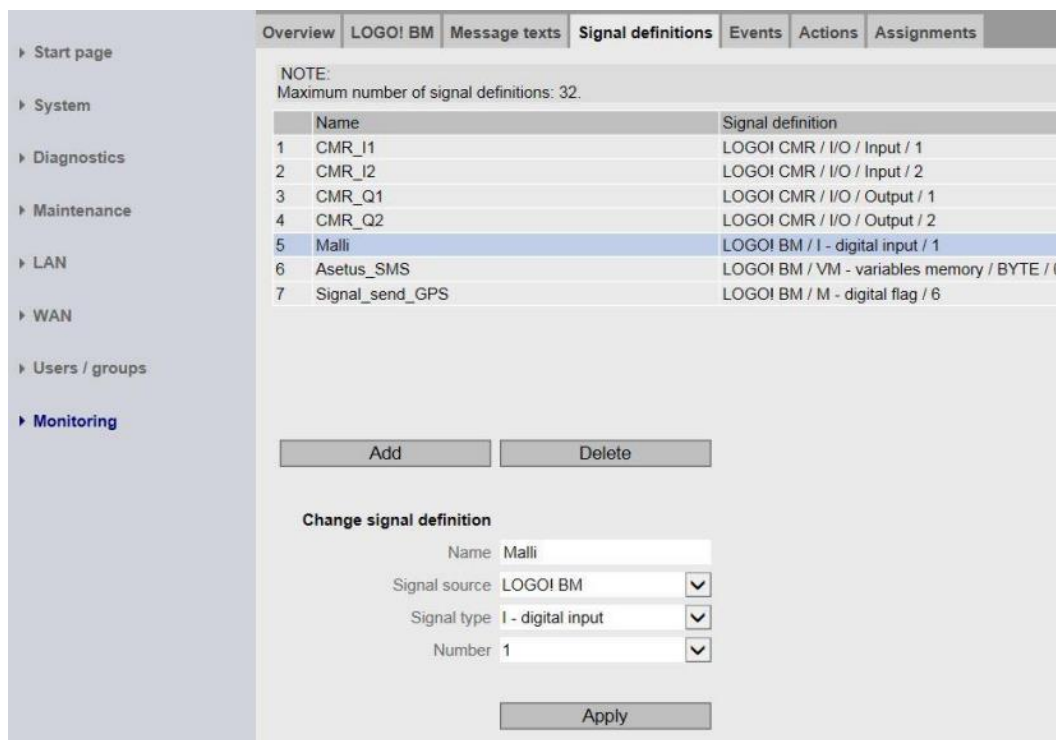 Start page
System
Diagnostics
Maintenance
LAN
WAN
Users / groups
Monitoring
Overview LOGO! BM Message texts Signal definitions Events Actions Assignments
NOTE:
Maximum number of signal definitions: 32.
Name Signal definition
1 CMR_I1 LOGO! CMR / I/O / Input / 1
2 CMR_I2 LOGO! CMR / I/O / Input / 2
3 CMR_Q1 LOGO! CMR / I/O / Output / 1
4 CMR_Q2 LOGO! CMR / I/O / Output / 2
5 Malli LOGO! BM / I - digital input / 1
6 Asetus_SMS LOGO! BM / VM - variables memory / BYTE /
7 Signal_send_GPS LOGO! BM / M - digital flag / 6
Add Delete
Change signal definition
Name Malli
Signal source LOGO! BM
Signal type I - digital input
Number 1
Apply